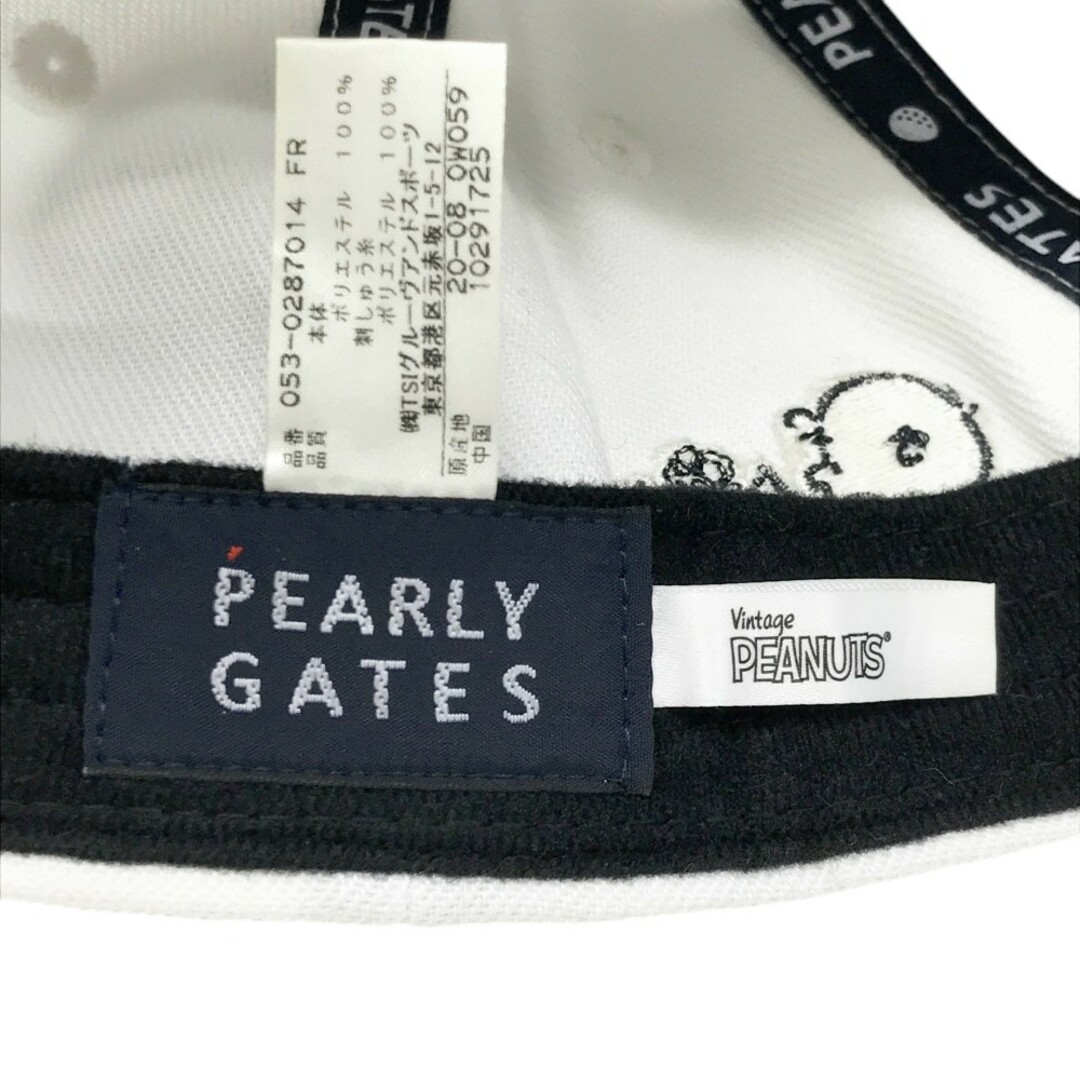 品番 053-0287014 FR
品質 本体
ポリエステル 100%
刺しゅう糸
ポリエステル 100%
㈱TSIグルーヴアンドスポーツ
東京都港区元赤坂1-5-12
20-08 0W059
原産地 10291725
中国
PEARLY
GATES
Vintage
PEANUTS®
PEA
ATES